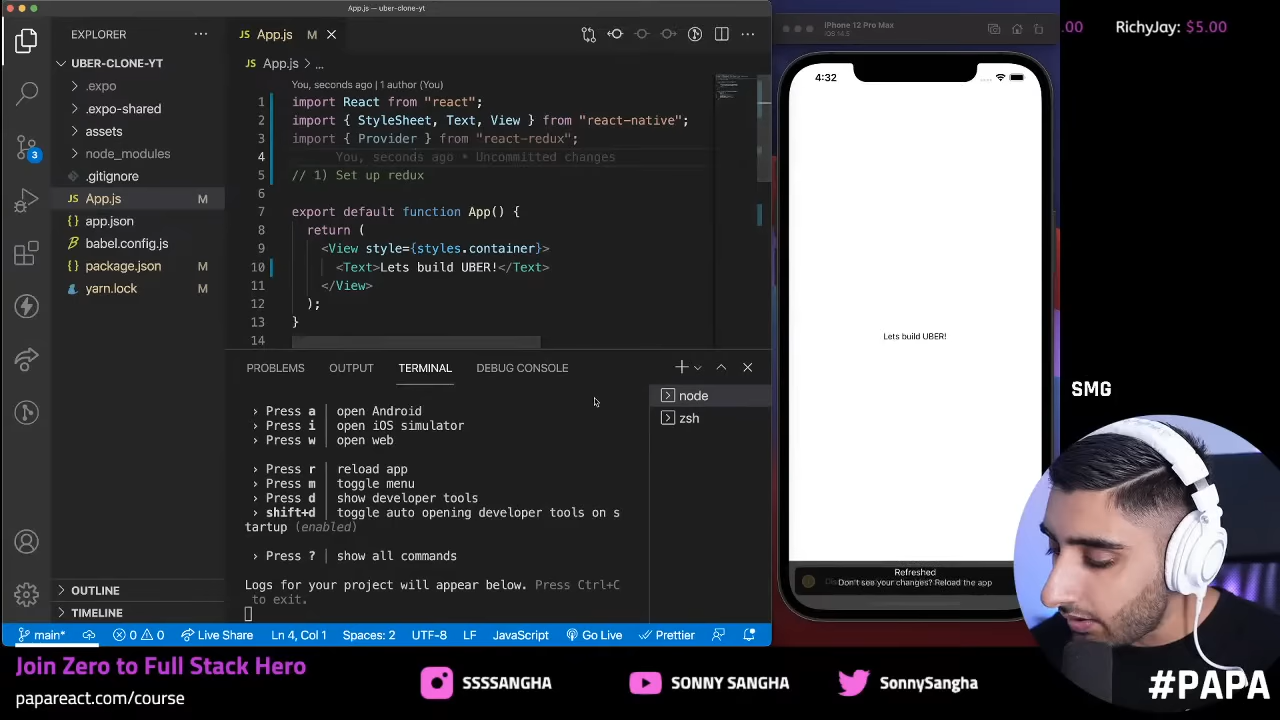 App.js — uber-clone-yt
EXPLORER
UBER-CLONE-YT
.expo
.expo-shared
assets
node_modules
.gitignore
JS App.js M
{} app.json
babel.config.js
{} package.json M
yarn.lock M
OUTLINE
TIMELINE
3
JS App.js M
JS App.js > ...
You, seconds ago | 1 author (You)
1 import React from "react";
2 import { StyleSheet, Text, View } from "react-native";
3 import { Provider } from "react-redux";
4 You, seconds ago • Uncommitted changes
5 // 1) Set up redux
6
7 export default function App() {
8 return (
9 <View style={styles.container}>
10 <Text>Lets build UBER!</Text>
11 </View>
12 );
13 }
14
PROBLEMS OUTPUT TERMINAL DEBUG CONSOLE
› Press a │ open Android
› Press i │ open iOS simulator
› Press w │ open web
› Press r │ reload app
› Press m │ toggle menu
› Press d │ show developer tools
› shift+d │ toggle auto opening developer tools on s
tartup (enabled)
› Press ? │ show all commands
Logs for your project will appear below. Press Ctrl+C
to exit.
node
zsh
main* 0 0 Live Share Ln 4, Col 1 Spaces: 2 UTF-8 LF JavaScript Go Live Prettier
iPhone 12 Pro Max
iOS 14.5
4:32
Lets build UBER!
Refreshed
Don't see your changes? Reload the app
.00 RichyJay: $5.00
SMG
Join Zero to Full Stack Hero
papareact.com/course
SSSSANGHA
SONNY SANGHA
SonnySangha
#PAPA